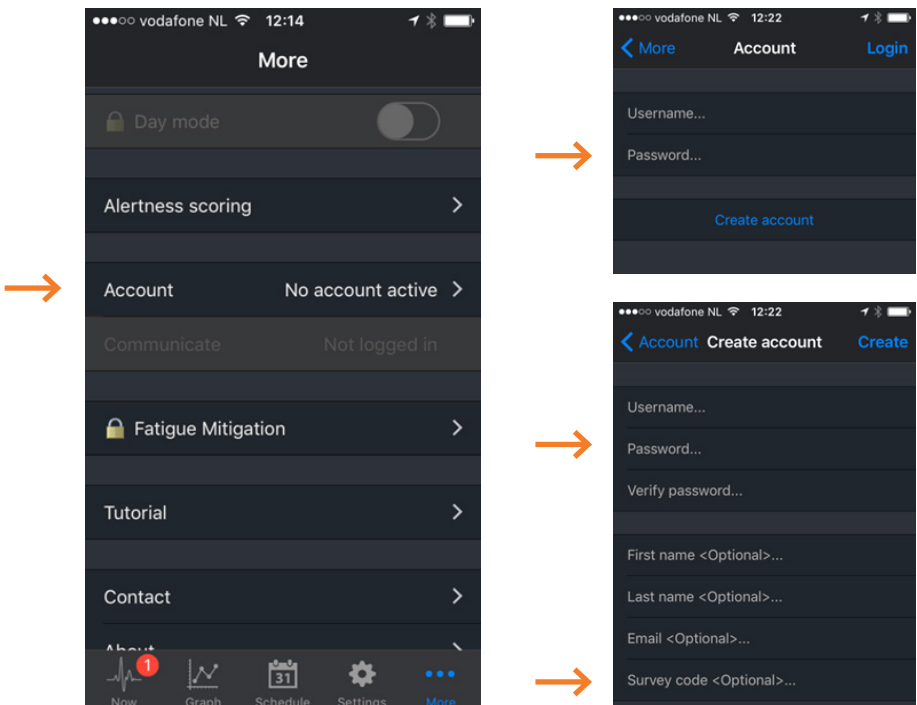 vodafone NL 12:14
More
Day mode
Alertness scoring
Account No account active
Communicate Not logged in
Fatigue Mitigation
Tutorial
Contact
About
1
31
Now Graph Schedule Settings More
vodafone NL 12:22
More Account Login
Username...
Password...
Create account
vodafone NL 12:22
Account Create account Create
Username...
Password...
Verify password...
First name <Optional>...
Last name <Optional>...
Email <Optional>...
Survey code <Optional>...